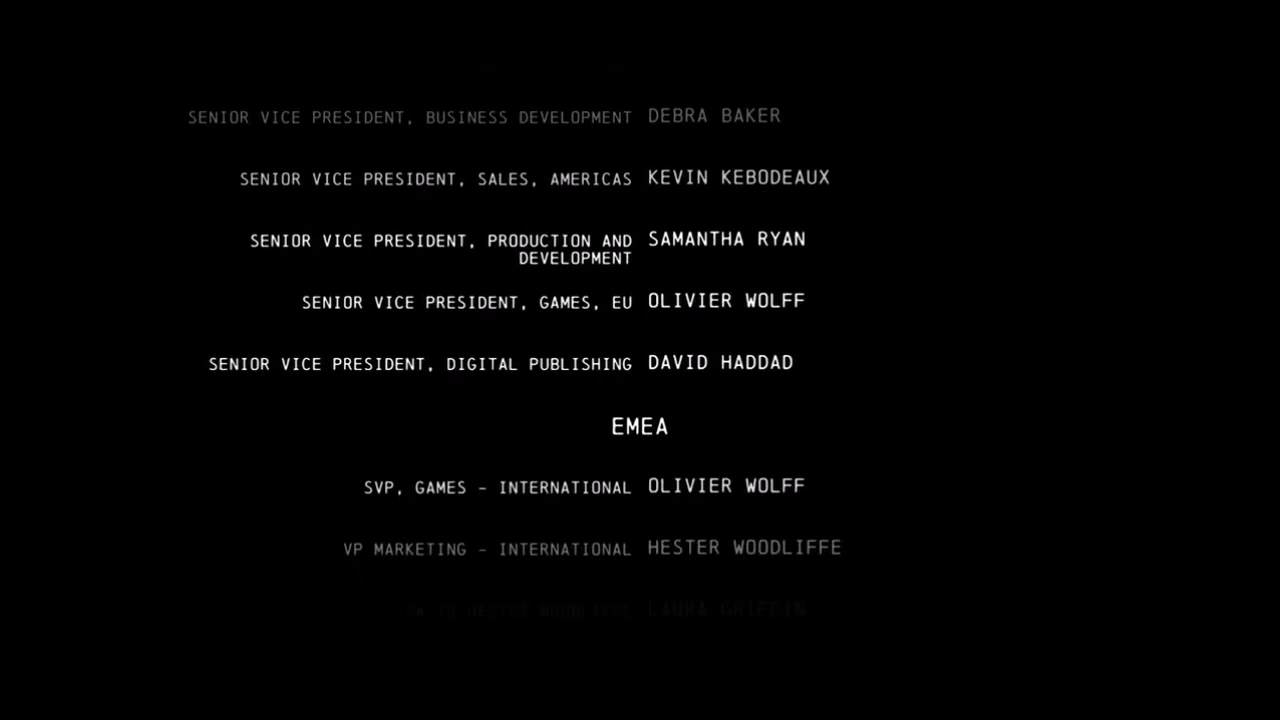 SENIOR VICE PRESIDENT, BUSINESS DEVELOPMENT DEBRA BAKER
SENIOR VICE PRESIDENT, SALES, AMERICAS KEVIN KEBODEAUX
SENIOR VICE PRESIDENT, PRODUCTION AND SAMANTHA RYAN
DEVELOPMENT
SENIOR VICE PRESIDENT, GAMES, EU OLIVIER WOLFF
SENIOR VICE PRESIDENT, DIGITAL PUBLISHING DAVID HADDAD
EMEA
SVP, GAMES - INTERNATIONAL OLIVIER WOLFF
VP MARKETING - INTERNATIONAL HESTER WOODLIFFE
LAURA GRIFFIN